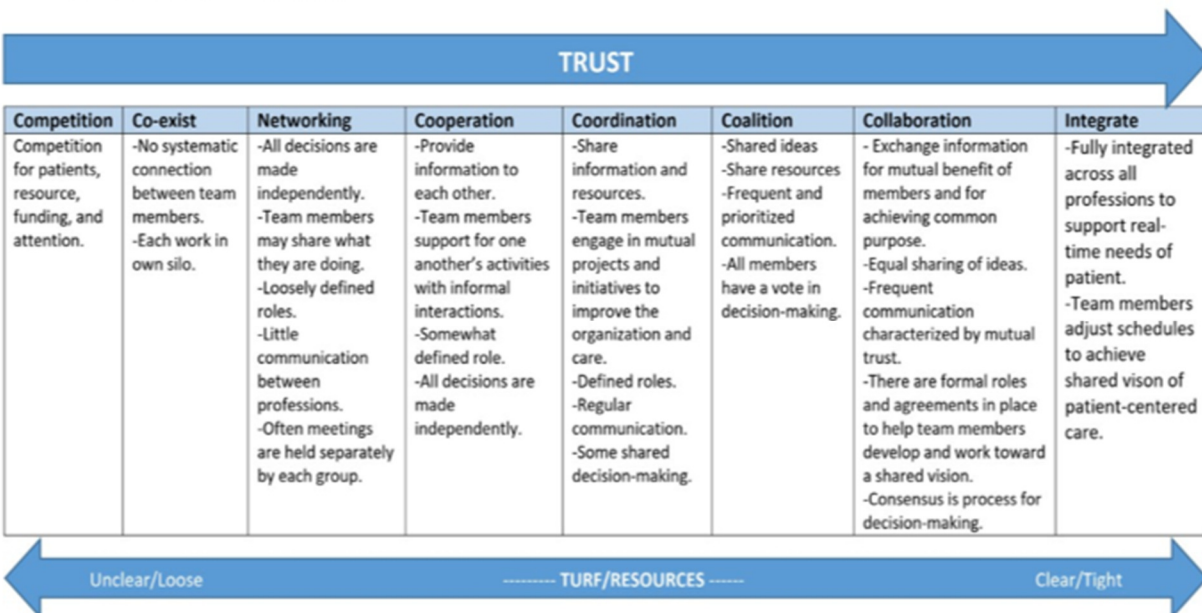 TRUST
Competition
Competition
for patients,
resource,
funding, and
attention.
Co-exist
-No systematic
connection
between team
members.
-Each work in
own silo.
Networking
-All decisions are
made
independently.
-Team members
may share what
they are doing.
-Loosely defined
roles.
-Little
communication
between
professions.
-Often meetings
are held separately
by each group.
Cooperation
-Provide
information to
each other.
-Team members
support for one
another's activities
with informal
interactions.
-Somewhat
defined role.
-All decisions are
made
independently.
Coordination
-Share
information and
resources.
-Team members
engage in mutual
projects and
initiatives to
improve the
organization and
care.
-Defined roles.
-Regular
communication.
-Some shared
decision-making.
Coalition
-Shared ideas
-Share resources
-Frequent and
prioritized
communication.
-All members
have a vote in
decision-making.
Collaboration
- Exchange information
for mutual benefit of
members and for
achieving common
purpose.
-Equal sharing of ideas.
-Frequent
communication
characterized by mutual
trust.
-There are formal roles
and agreements in place
to help team members
develop and work toward
a shared vision.
-Consensus is process for
decision-making.
Integrate
-Fully integrated
across all
professions to
support real-
time needs of
patient.
-Team members
adjust schedules
to achieve
shared vison of
patient-centered
care.
Unclear/Loose --------- TURF/RESOURCES ------ Clear/Tight